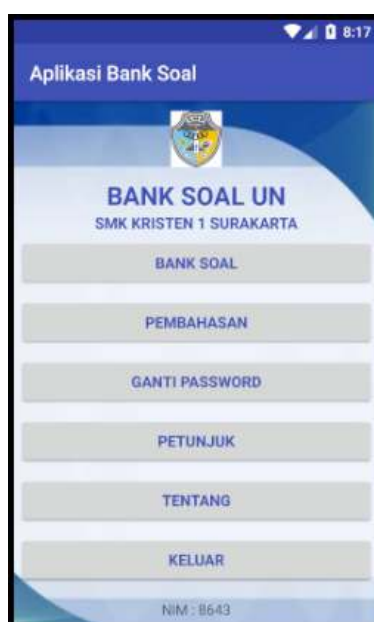 8:17
Aplikasi Bank Soal
BANK SOAL UN
SMK KRISTEN 1 SURAKARTA
BANK SOAL
PEMBAHASAN
GANTI PASSWORD
PETUNJUK
TENTANG
KELUAR
NIM : 8643